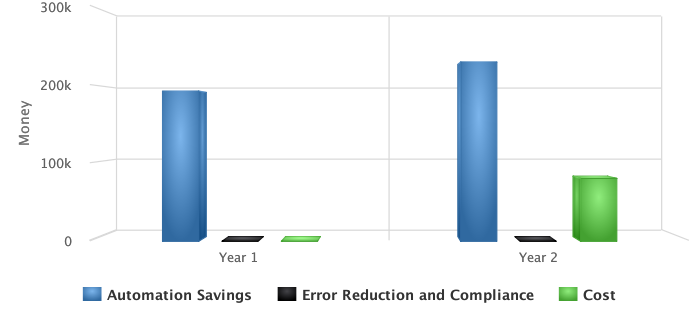 300k
200k
100k
0
Money
Year 1
Year 2
Automation Savings
Error Reduction and Compliance
Cost